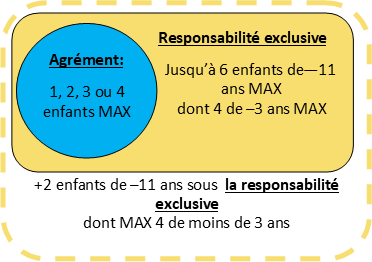 Agrément:
1, 2, 3 ou 4
enfants MAX
Responsabilité exclusive
Jusqu’à 6 enfants de-–11
ans MAX
dont 4 de –3 ans MAX
+2 enfants de –11 ans sous la responsabilité
exclusive
dont MAX 4 de moins de 3 ans